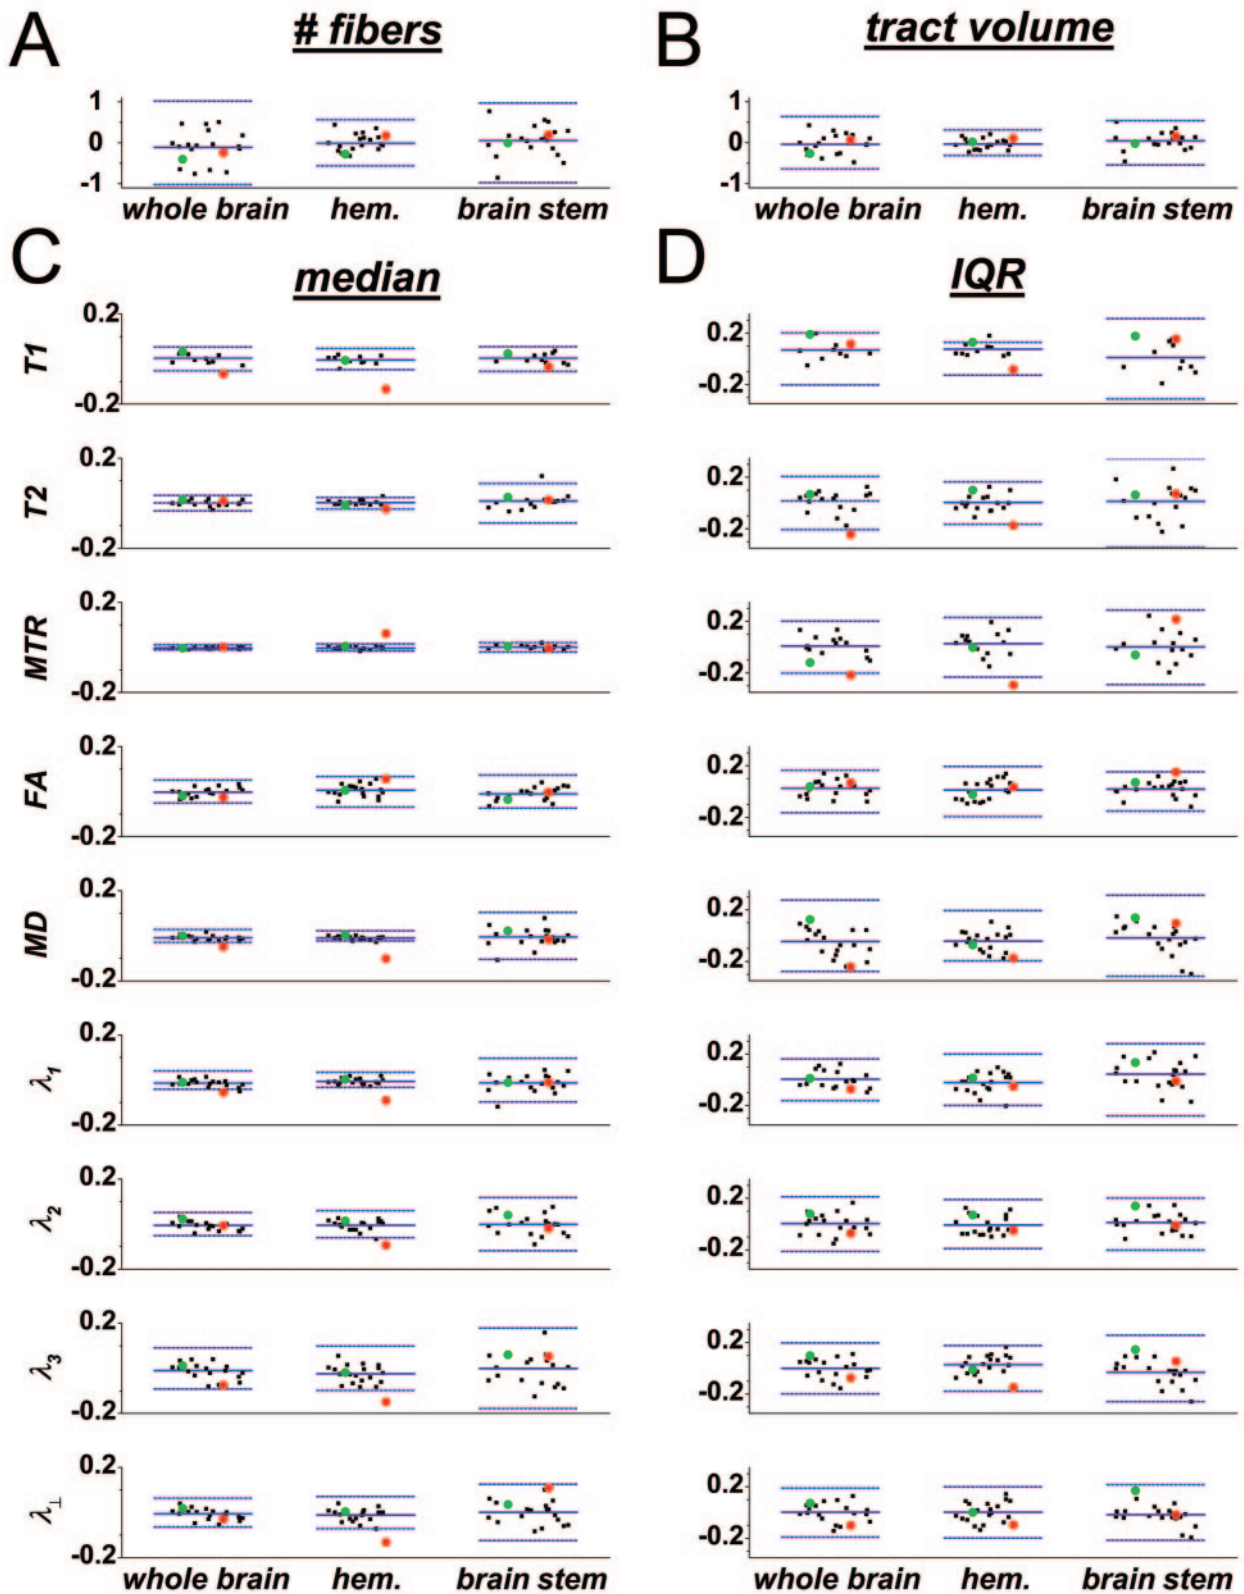 A # fibers B tract volume
1 1
0 0
-1 -1
whole brain hem. brain stem whole brain hem. brain stem
C median D IQR
T1 0.2 -0.2 0.2 -0.2
T2 0.2 -0.2 0.2 -0.2
MTR 0.2 -0.2 0.2 -0.2
FA 0.2 -0.2 0.2 -0.2
MD 0.2 -0.2 0.2 -0.2
λ1 0.2 -0.2 0.2 -0.2
λ2 0.2 -0.2 0.2 -0.2
λ3 0.2 -0.2 0.2 -0.2
λ⊥ 0.2 -0.2 0.2 -0.2
whole brain hem. brain stem whole brain hem. brain stem